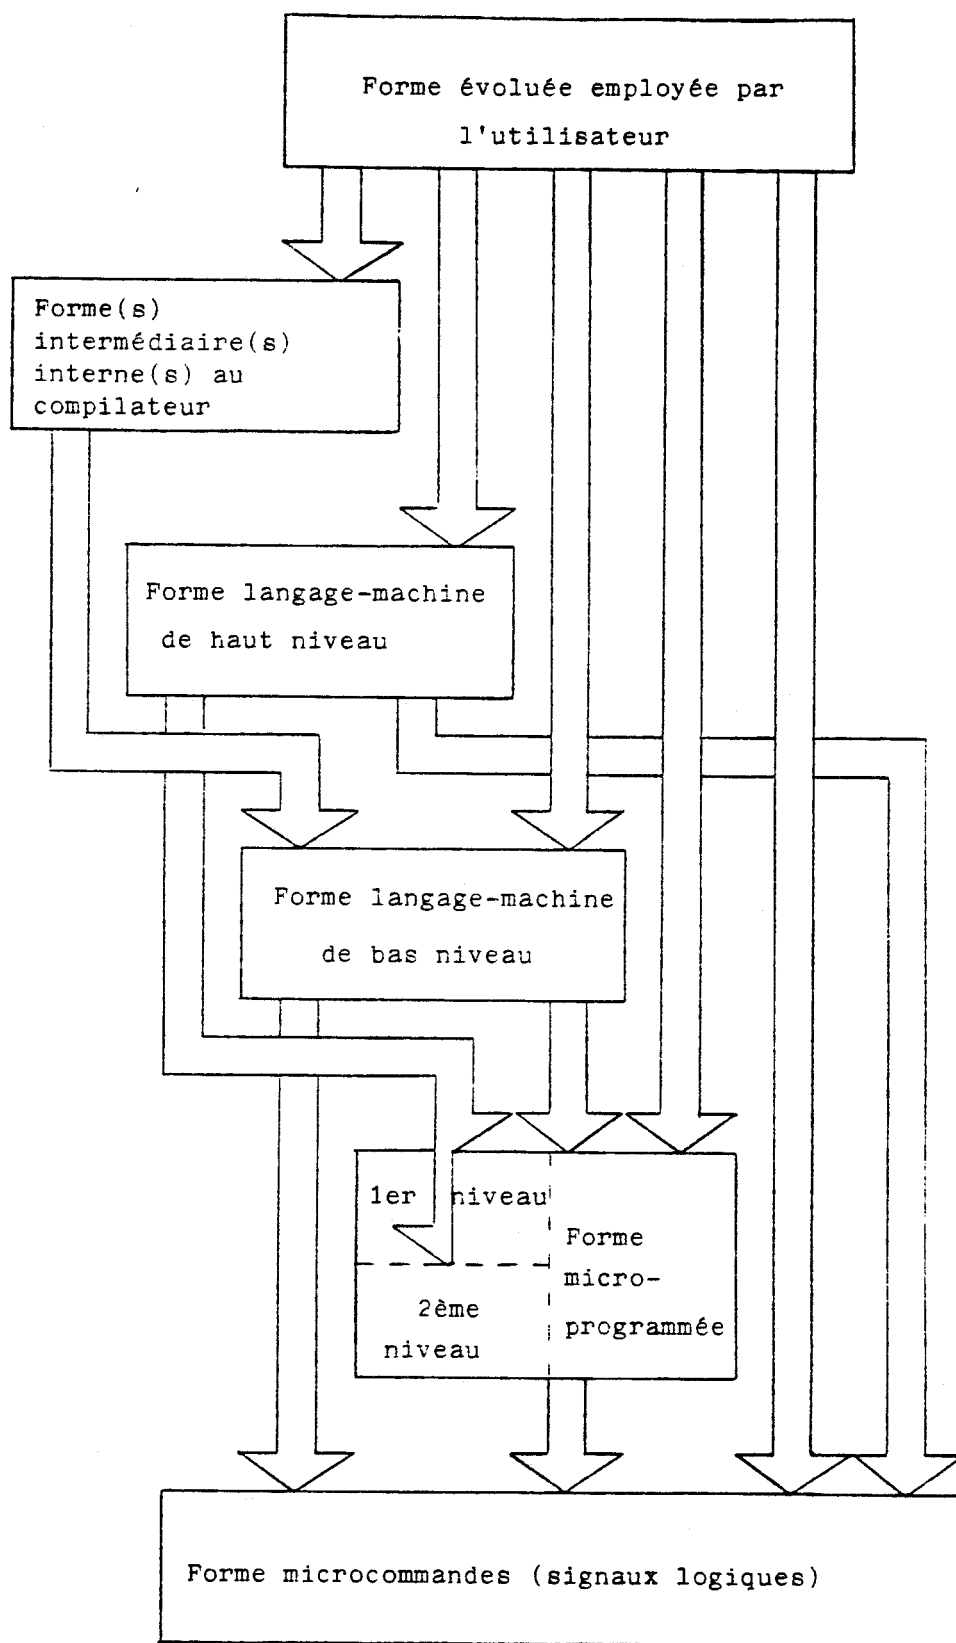 Forme évoluée employée par
l'utilisateur
Forme(s)
intermédiaire(s)
interne(s) au
compilateur
Forme langage-machine
de haut niveau
Forme langage-machine
de bas niveau
1er niveau
Forme
micro-
programmée
2ème
niveau
Forme microcommandes (signaux logiques)